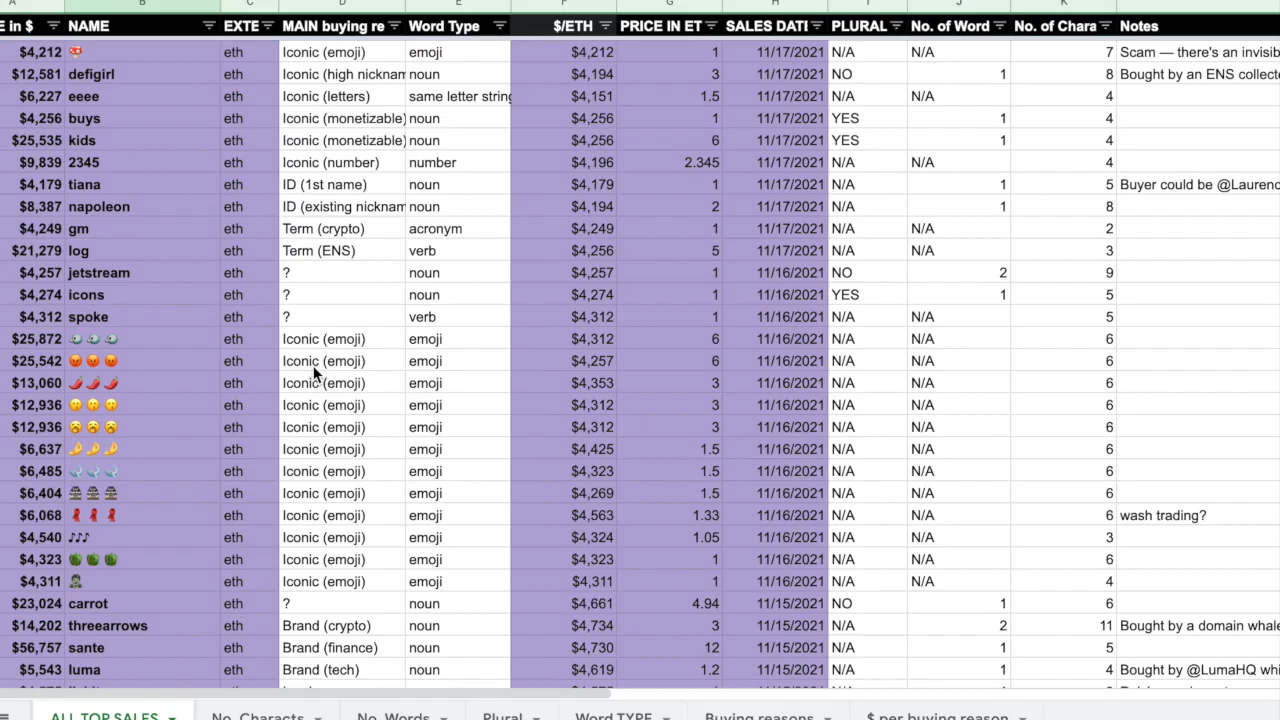 A B C D E F G H I J K
E in $ NAME EXTE MAIN buying re Word Type $/ETH PRICE IN ET SALES DATI PLURAL No. of Word No. of Chara Notes
$4,212 🍄 eth Iconic (emoji) emoji $4,212 1 11/17/2021 N/A N/A 7 Scam — there's an invisib
$12,581 defigirl eth Iconic (high nicknam noun $4,194 3 11/17/2021 NO 1 8 Bought by an ENS collecte
$6,227 eeee eth Iconic (letters) same letter string $4,151 1.5 11/17/2021 N/A N/A 4
$4,256 buys eth Iconic (monetizable) noun $4,256 1 11/17/2021 YES 1 4
$25,535 kids eth Iconic (monetizable) noun $4,256 6 11/17/2021 YES 1 4
$9,839 2345 eth Iconic (number) number $4,196 2.345 11/17/2021 N/A N/A 4
$4,179 tiana eth ID (1st name) noun $4,179 1 11/17/2021 N/A 1 5 Buyer could be @Laurenc
$8,387 napoleon eth ID (existing nicknam noun $4,194 2 11/17/2021 N/A 1 8
$4,249 gm eth Term (crypto) acronym $4,249 1 11/17/2021 N/A N/A 2
$21,279 log eth Term (ENS) verb $4,256 5 11/17/2021 N/A N/A 3
$4,257 jetstream eth ? noun $4,257 1 11/16/2021 NO 2 9
$4,274 icons eth ? noun $4,274 1 11/16/2021 YES 1 5
$4,312 spoke eth ? verb $4,312 1 11/16/2021 N/A N/A 5
$25,872 eth Iconic (emoji) emoji $4,312 6 11/16/2021 N/A N/A 6
$25,542 😡😡😡 eth Iconic (emoji) emoji $4,257 6 11/16/2021 N/A N/A 6
$13,060 🌶🌶🌶 eth Iconic (emoji) emoji $4,353 3 11/16/2021 N/A N/A 6
$12,936 eth Iconic (emoji) emoji $4,312 3 11/16/2021 N/A N/A 6
$12,936 eth Iconic (emoji) emoji $4,312 3 11/16/2021 N/A N/A 6
$6,637 eth Iconic (emoji) emoji $4,425 1.5 11/16/2021 N/A N/A 6
$6,485 eth Iconic (emoji) emoji $4,323 1.5 11/16/2021 N/A N/A 6
$6,404 eth Iconic (emoji) emoji $4,269 1.5 11/16/2021 N/A N/A 6
$6,068 eth Iconic (emoji) emoji $4,563 1.33 11/16/2021 N/A N/A 6 wash trading?
$4,540 ♪♪♪ eth Iconic (emoji) emoji $4,324 1.05 11/16/2021 N/A N/A 3
$4,323 eth Iconic (emoji) emoji $4,323 1 11/16/2021 N/A N/A 6
$4,311 eth Iconic (emoji) emoji $4,311 1 11/16/2021 N/A N/A 4
$23,024 carrot eth ? noun $4,661 4.94 11/15/2021 NO 1 6
$14,202 threearrows eth Brand (crypto) noun $4,734 3 11/15/2021 N/A 2 11 Bought by a domain whale
$56,757 sante eth Brand (finance) noun $4,730 12 11/15/2021 N/A 1 5
$5,543 luma eth Brand (tech) noun $4,619 1.2 11/15/2021 N/A 1 4 Bought by @LumaHQ whi
ALL TOP SALES No. Characts No. Words Plural Word TYPE Buying reasons $ per buying reason